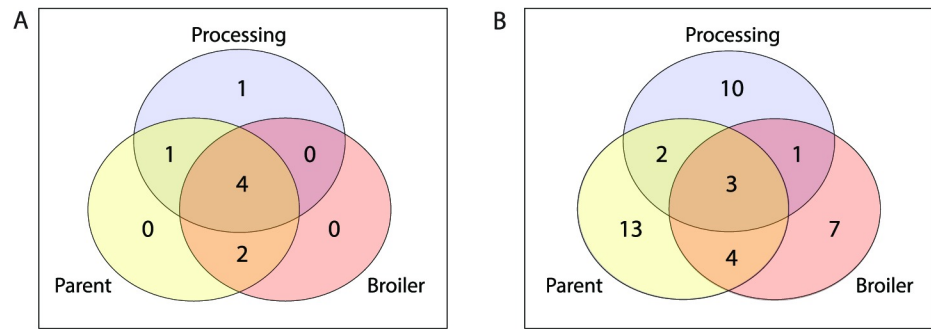 A
Processing
1
1
0
4
0
0
2
Parent
Broiler
B
Processing
10
2
1
3
13
7
4
Parent
Broiler